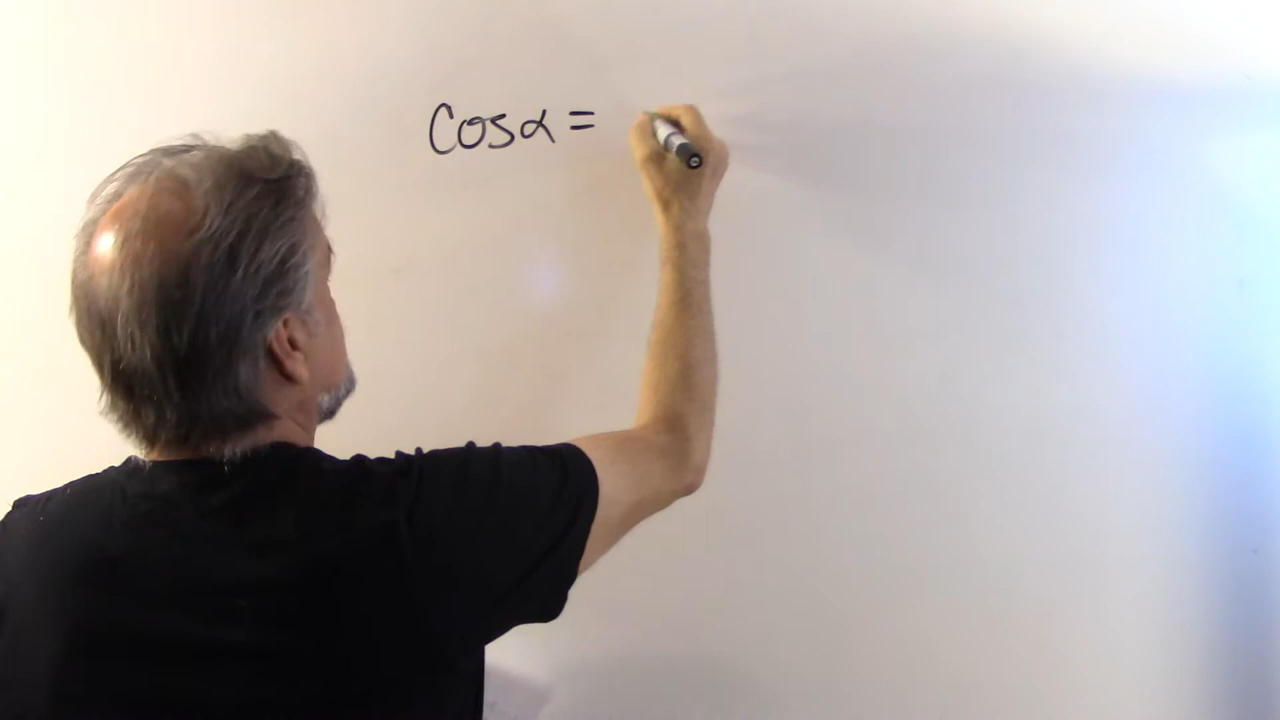 Cosα =